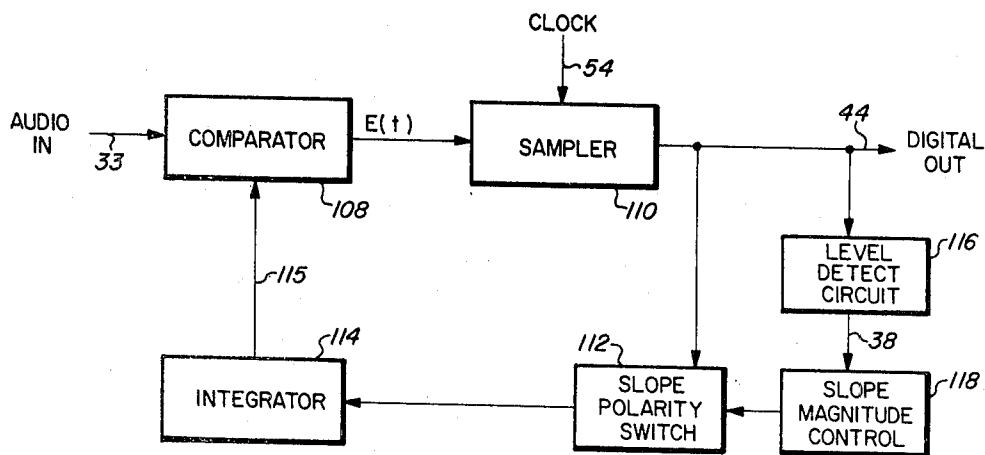 CLOCK
54
AUDIO
IN
33
COMPARATOR
108
E(t)
SAMPLER
110
44
DIGITAL
OUT
LEVEL
DETECT
CIRCUIT
116
38
115
INTEGRATOR
114
112
SLOPE
POLARITY
SWITCH
SLOPE
MAGNITUDE
CONTROL
118